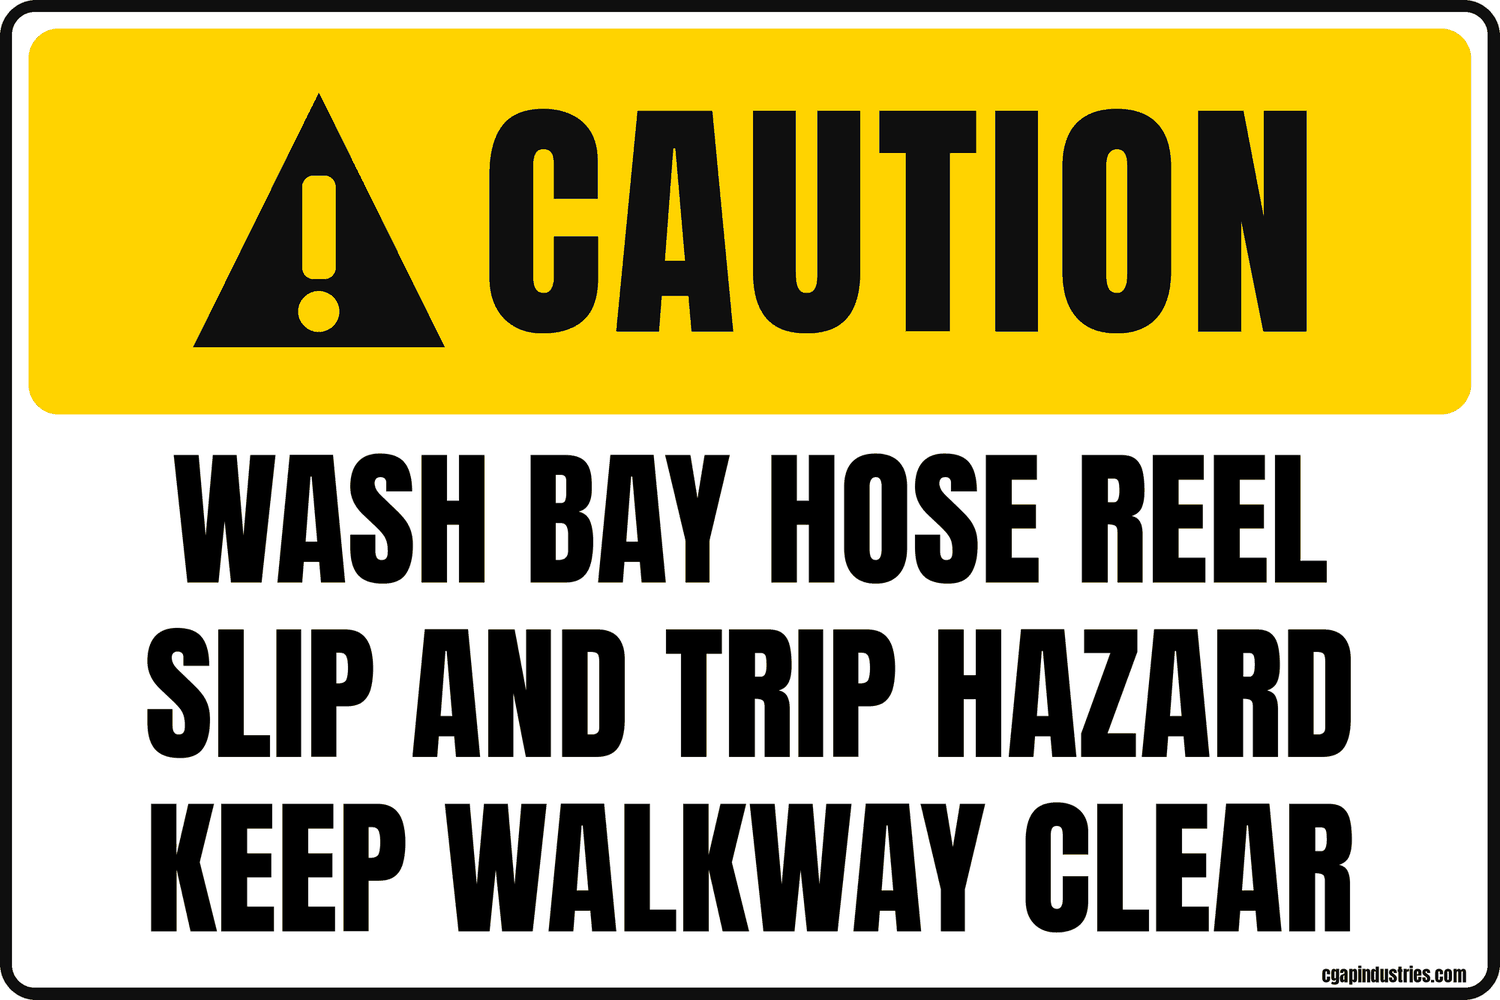 CAUTION
WASH BAY HOSE REEL
SLIP AND TRIP HAZARD
KEEP WALKWAY CLEAR
cgapindustries.com